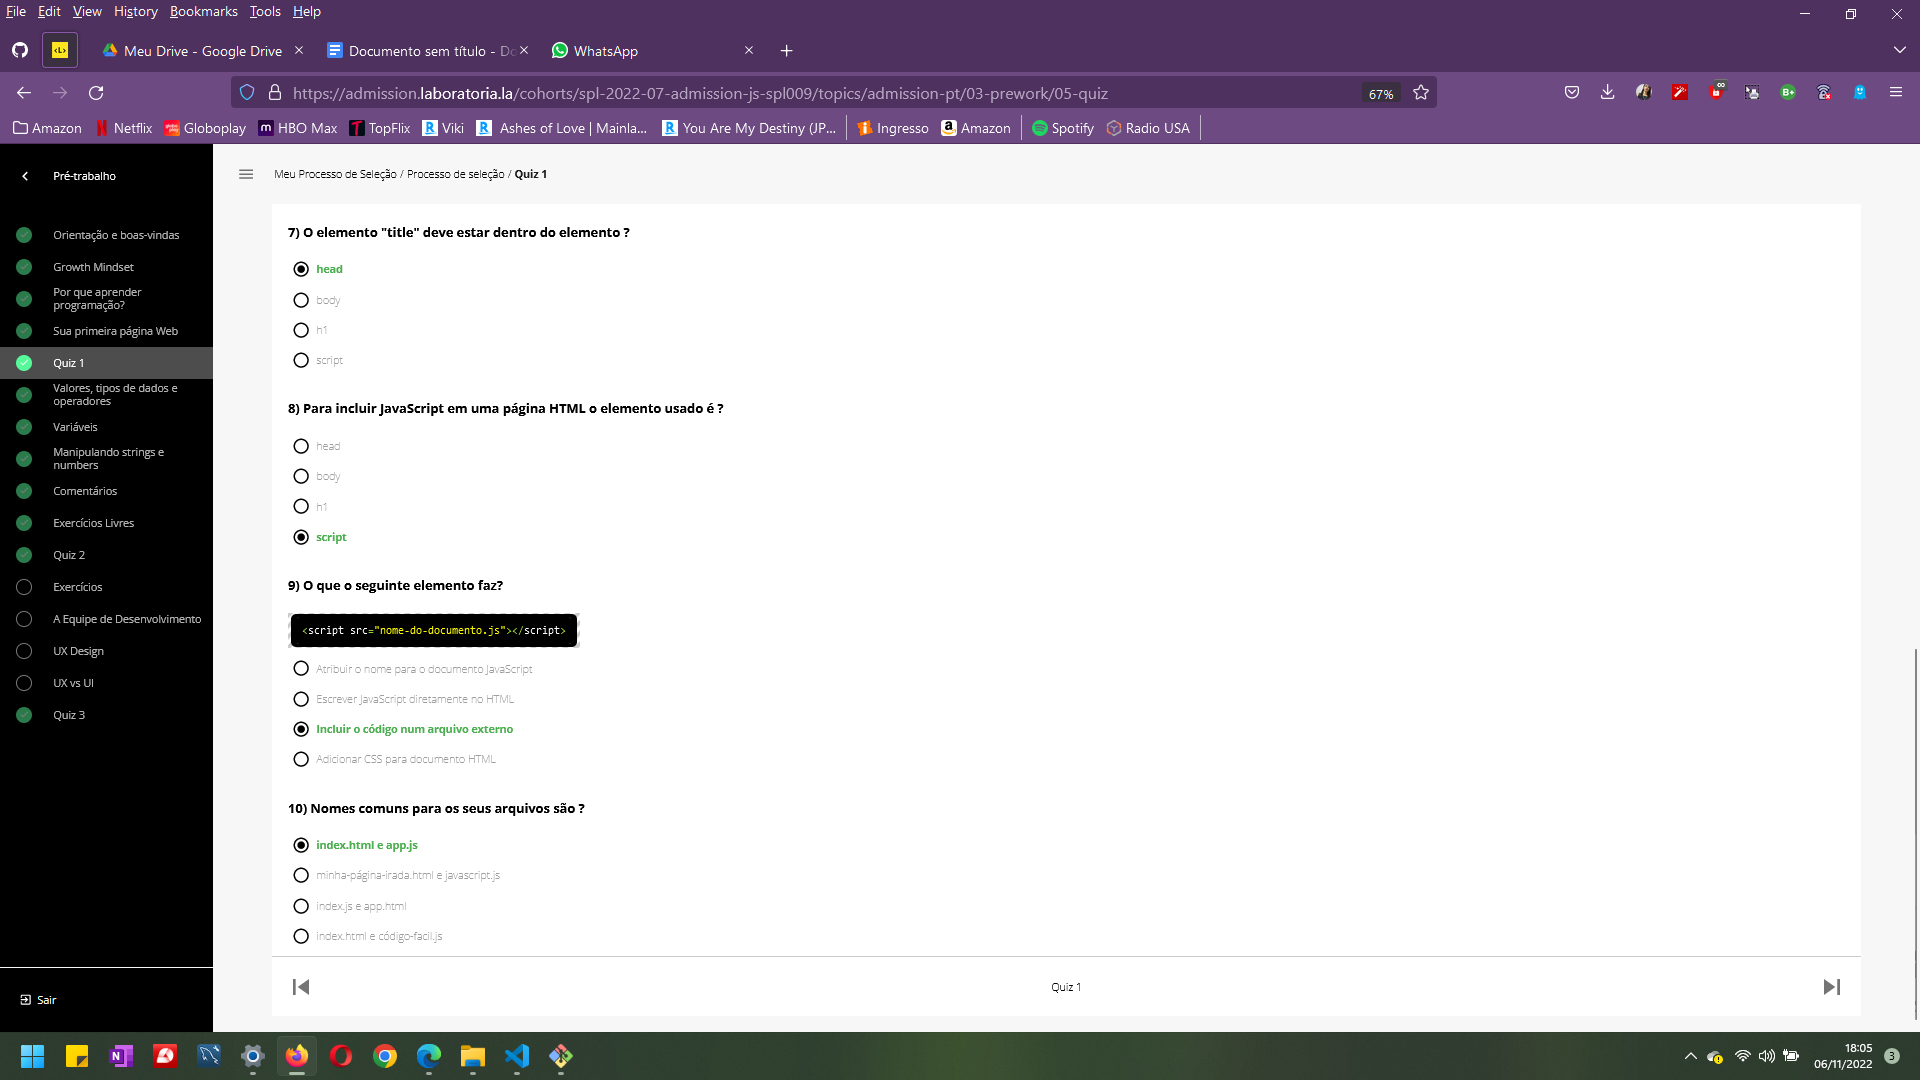 File Edit View History Bookmarks Tools Help
Meu Drive - Google Drive
Documento sem título - Do
WhatsApp
https://admission.laboratoria.la/cohorts/spl-2022-07-admission-js-spl009/topics/admission-pt/03-prework/05-quiz
67%
Amazon Netflix Globoplay HBO Max TopFlix Viki Ashes of Love | Mainla... You Are My Destiny (JP... Ingresso Amazon Spotify Radio USA
Pré-trabalho
Meu Processo de Seleção / Processo de seleção / Quiz 1
Orientação e boas-vindas
Growth Mindset
Por que aprender
programação?
Sua primeira página Web
Quiz 1
Valores, tipos de dados e
operadores
Variáveis
Manipulando strings e
numbers
Comentários
Exercícios Livres
Quiz 2
Exercícios
A Equipe de Desenvolvimento
UX Design
UX vs UI
Quiz 3
Sair
7) O elemento "title" deve estar dentro do elemento ?
head
body
h1
script
8) Para incluir JavaScript em uma página HTML o elemento usado é ?
head
body
h1
script
9) O que o seguinte elemento faz?
<script src="nome-do-documento.js"></script>
Atribuir o nome para o documento JavaScript
Escrever JavaScript diretamente no HTML
Incluir o código num arquivo externo
Adicionar CSS para documento HTML
10) Nomes comuns para os seus arquivos são ?
index.html e app.js
minha-página-irada.html e javascript.js
index.js e app.html
index.html e código-facil.js
Quiz 1
18:05
06/11/2022
3